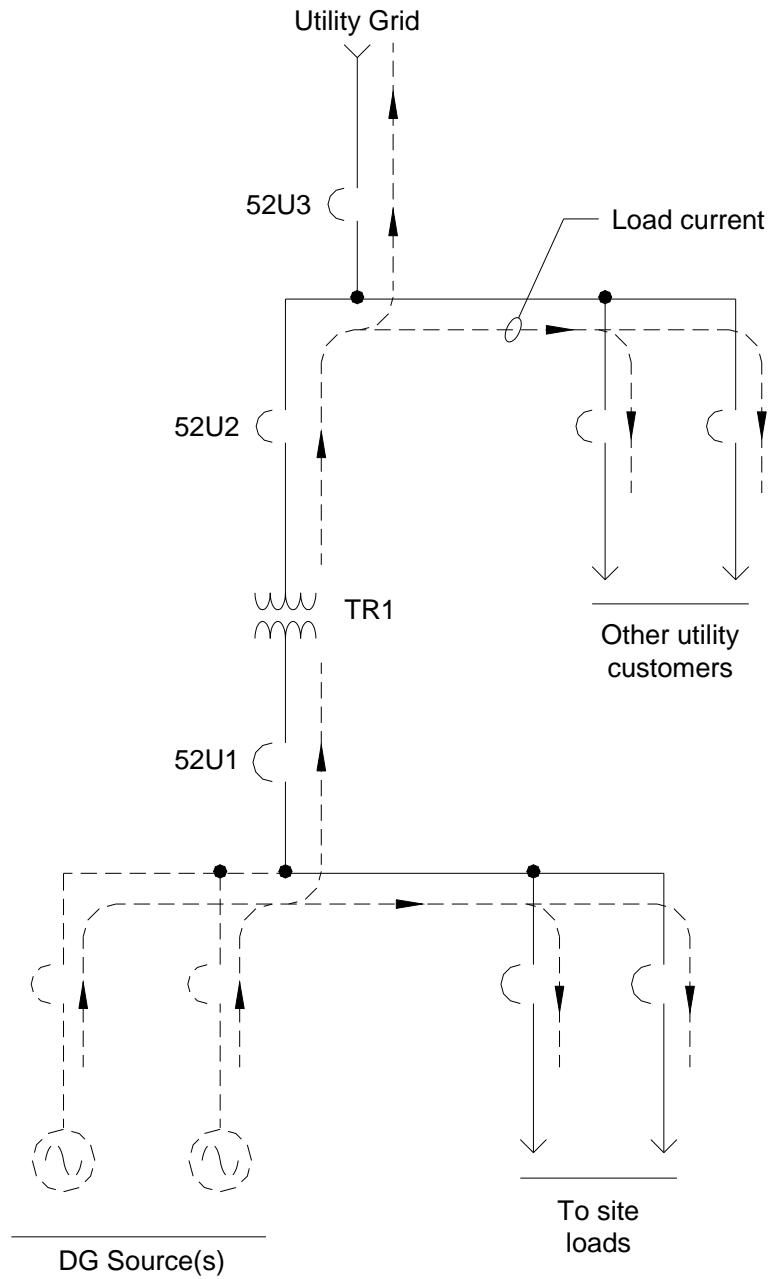 Utility Grid
52U3
Load current
52U2
TR1
Other utility
customers
52U1
To site
loads
DG Source(s)